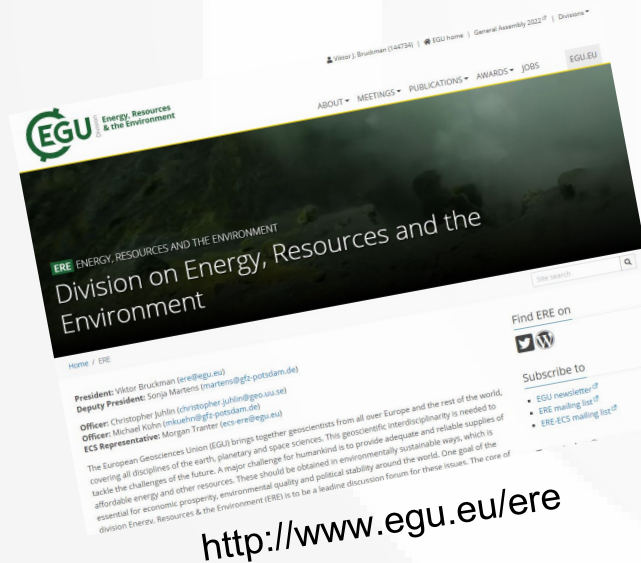 Viktor J. Bruckman (144734) | EGU home | General Assembly 2022 | Divisions
EGU Division Energy, Resources
& the Environment
ABOUT MEETINGS PUBLICATIONS AWARDS JOBS EGU.EU
ERE ENERGY, RESOURCES AND THE ENVIRONMENT
Division on Energy, Resources and the
Environment
Site search
Home / ERE
Find ERE on
President: Viktor Bruckman (ere@egu.eu)
Deputy President: Sonja Martens (martens@gfz-potsdam.de)
Officer: Christopher Juhlin (christopher.juhlin@geo.uu.se)
Officer: Michael Kühn (mkuehn@gfz-potsdam.de)
ECS Representative: Morgan Tranter (ecs-ere@egu.eu)
Subscribe to
EGU newsletter
ERE mailing list
ERE-ECS mailing list
The European Geosciences Union (EGU) brings together geoscientists from all over Europe and the rest of the world,
covering all disciplines of the earth, planetary and space sciences. This geoscientific interdisciplinarity is needed to
tackle the challenges of the future. A major challenge for humankind is to provide adequate and reliable supplies of
affordable energy and other resources. These should be obtained in environmentally sustainable ways, which is
essential for economic prosperity, environmental quality and political stability around the world. One goal of the
division Energy, Resources & the Environment (ERE) is to be a leading discussion forum for these issues. The core of
http://www.egu.eu/ere